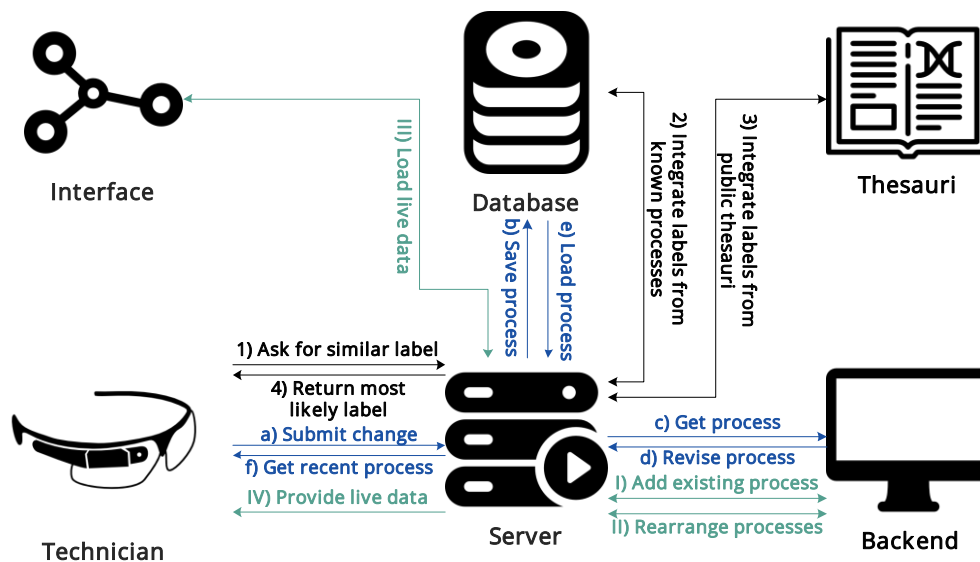 Interface
Database
Thesauri
III) Load live
data
2) Integrate labels from
known processes
3) Integrate labels from
public thesauri
b) Save process
e) Load process
1) Ask for similar label
4) Return most
likely label
a) Submit change
f) Get recent process
IV) Provide live data
c) Get process
d) Revise process
I) Add existing process
II) Rearrange processes
Technician
Server
Backend